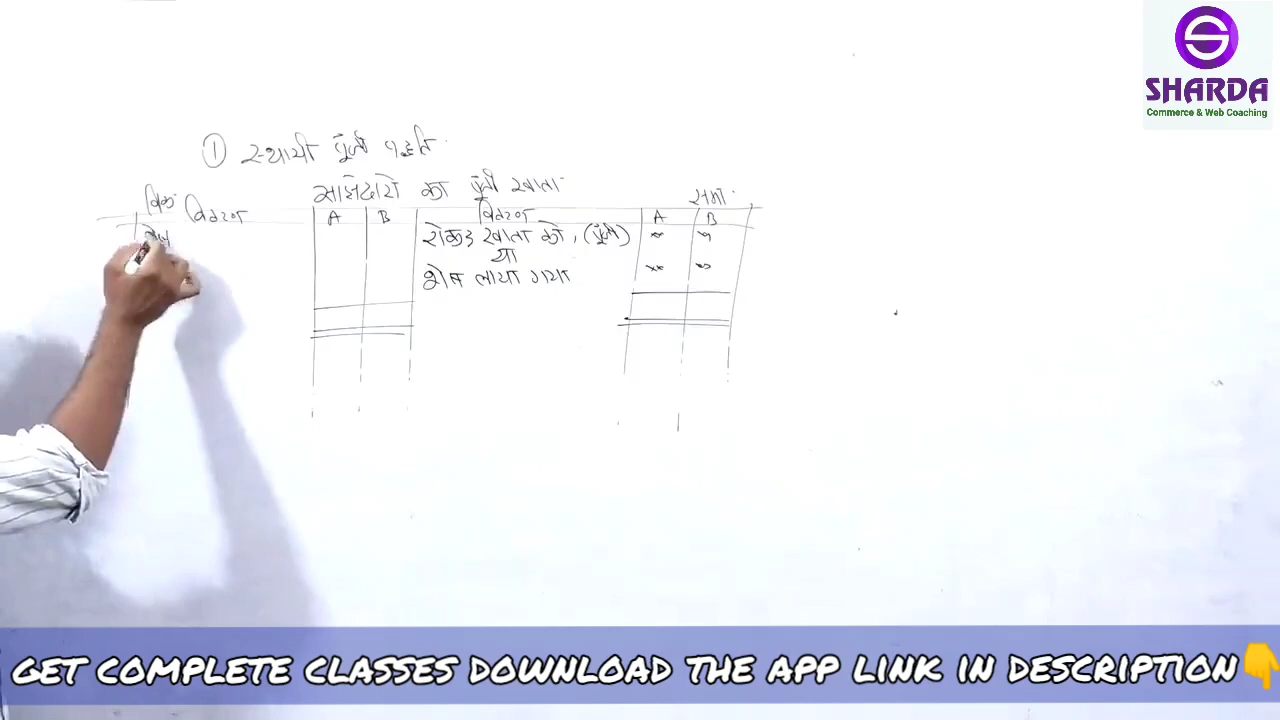 SHARDA
Commerce & Web Coaching
① स्थायी पूँजी पद्धति
साझेदारो का पूँजी खाता
विवरण A B विवरण A B
रोकड़ खाता को, (पूँजी)
या
शेष लाया गया
GET COMPLETE CLASSES DOWNLOAD THE APP LINK IN DESCRIPTION👇